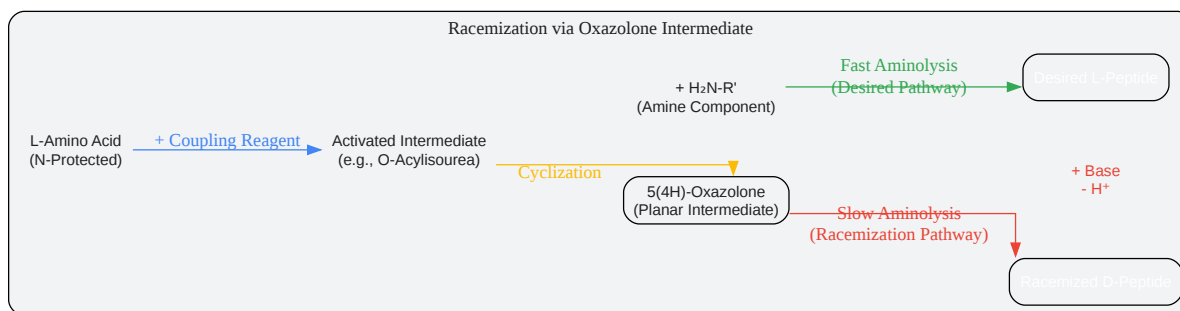 Racemization via Oxazolone Intermediate
L-Amino Acid
(N-Protected)
+ Coupling Reagent
Activated Intermediate
(e.g., O-Acylisourea)
Cyclization
+ H₂N-R'
(Amine Component)
Fast Aminolysis
(Desired Pathway)
Desired L-Peptide
5(4H)-Oxazolone
(Planar Intermediate)
Slow Aminolysis
(Racemization Pathway)
+ Base
- H⁺
Racemized D-Peptide